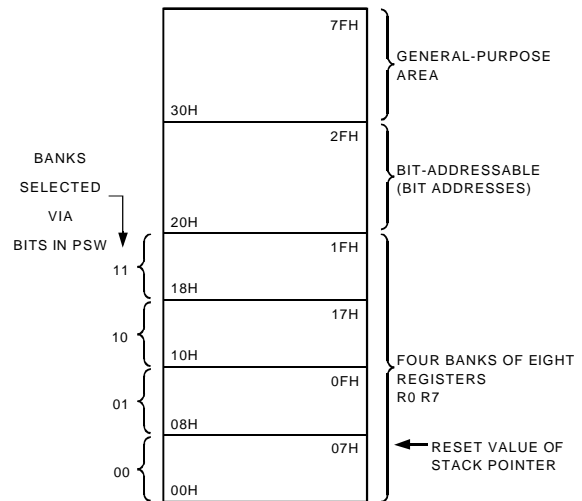 7FH
GENERAL-PURPOSE
AREA
30H
2FH
BANKS
SELECTED
VIA
BITS IN PSW
BIT-ADDRESSABLE
(BIT ADDRESSES)
20H
1FH
11
18H
17H
10
10H
FOUR BANKS OF EIGHT
REGISTERS
R0 R7
0FH
01
08H
07H
RESET VALUE OF
STACK POINTER
00
00H